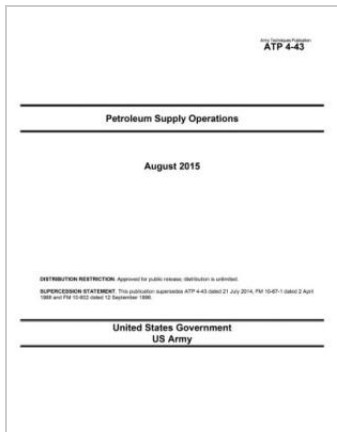 Army Techniques Publication
ATP 4-43
Petroleum Supply Operations
August 2015
DISTRIBUTION RESTRICTION: Approved for public release; distribution is unlimited.
SUPERCESSION STATEMENT: This publication supersedes ATP 4-43 dated 21 July 2014, FM 10-67-1 dated 2 April
1998 and FM 10-602 dated 12 September 1996.
United States Government
US Army